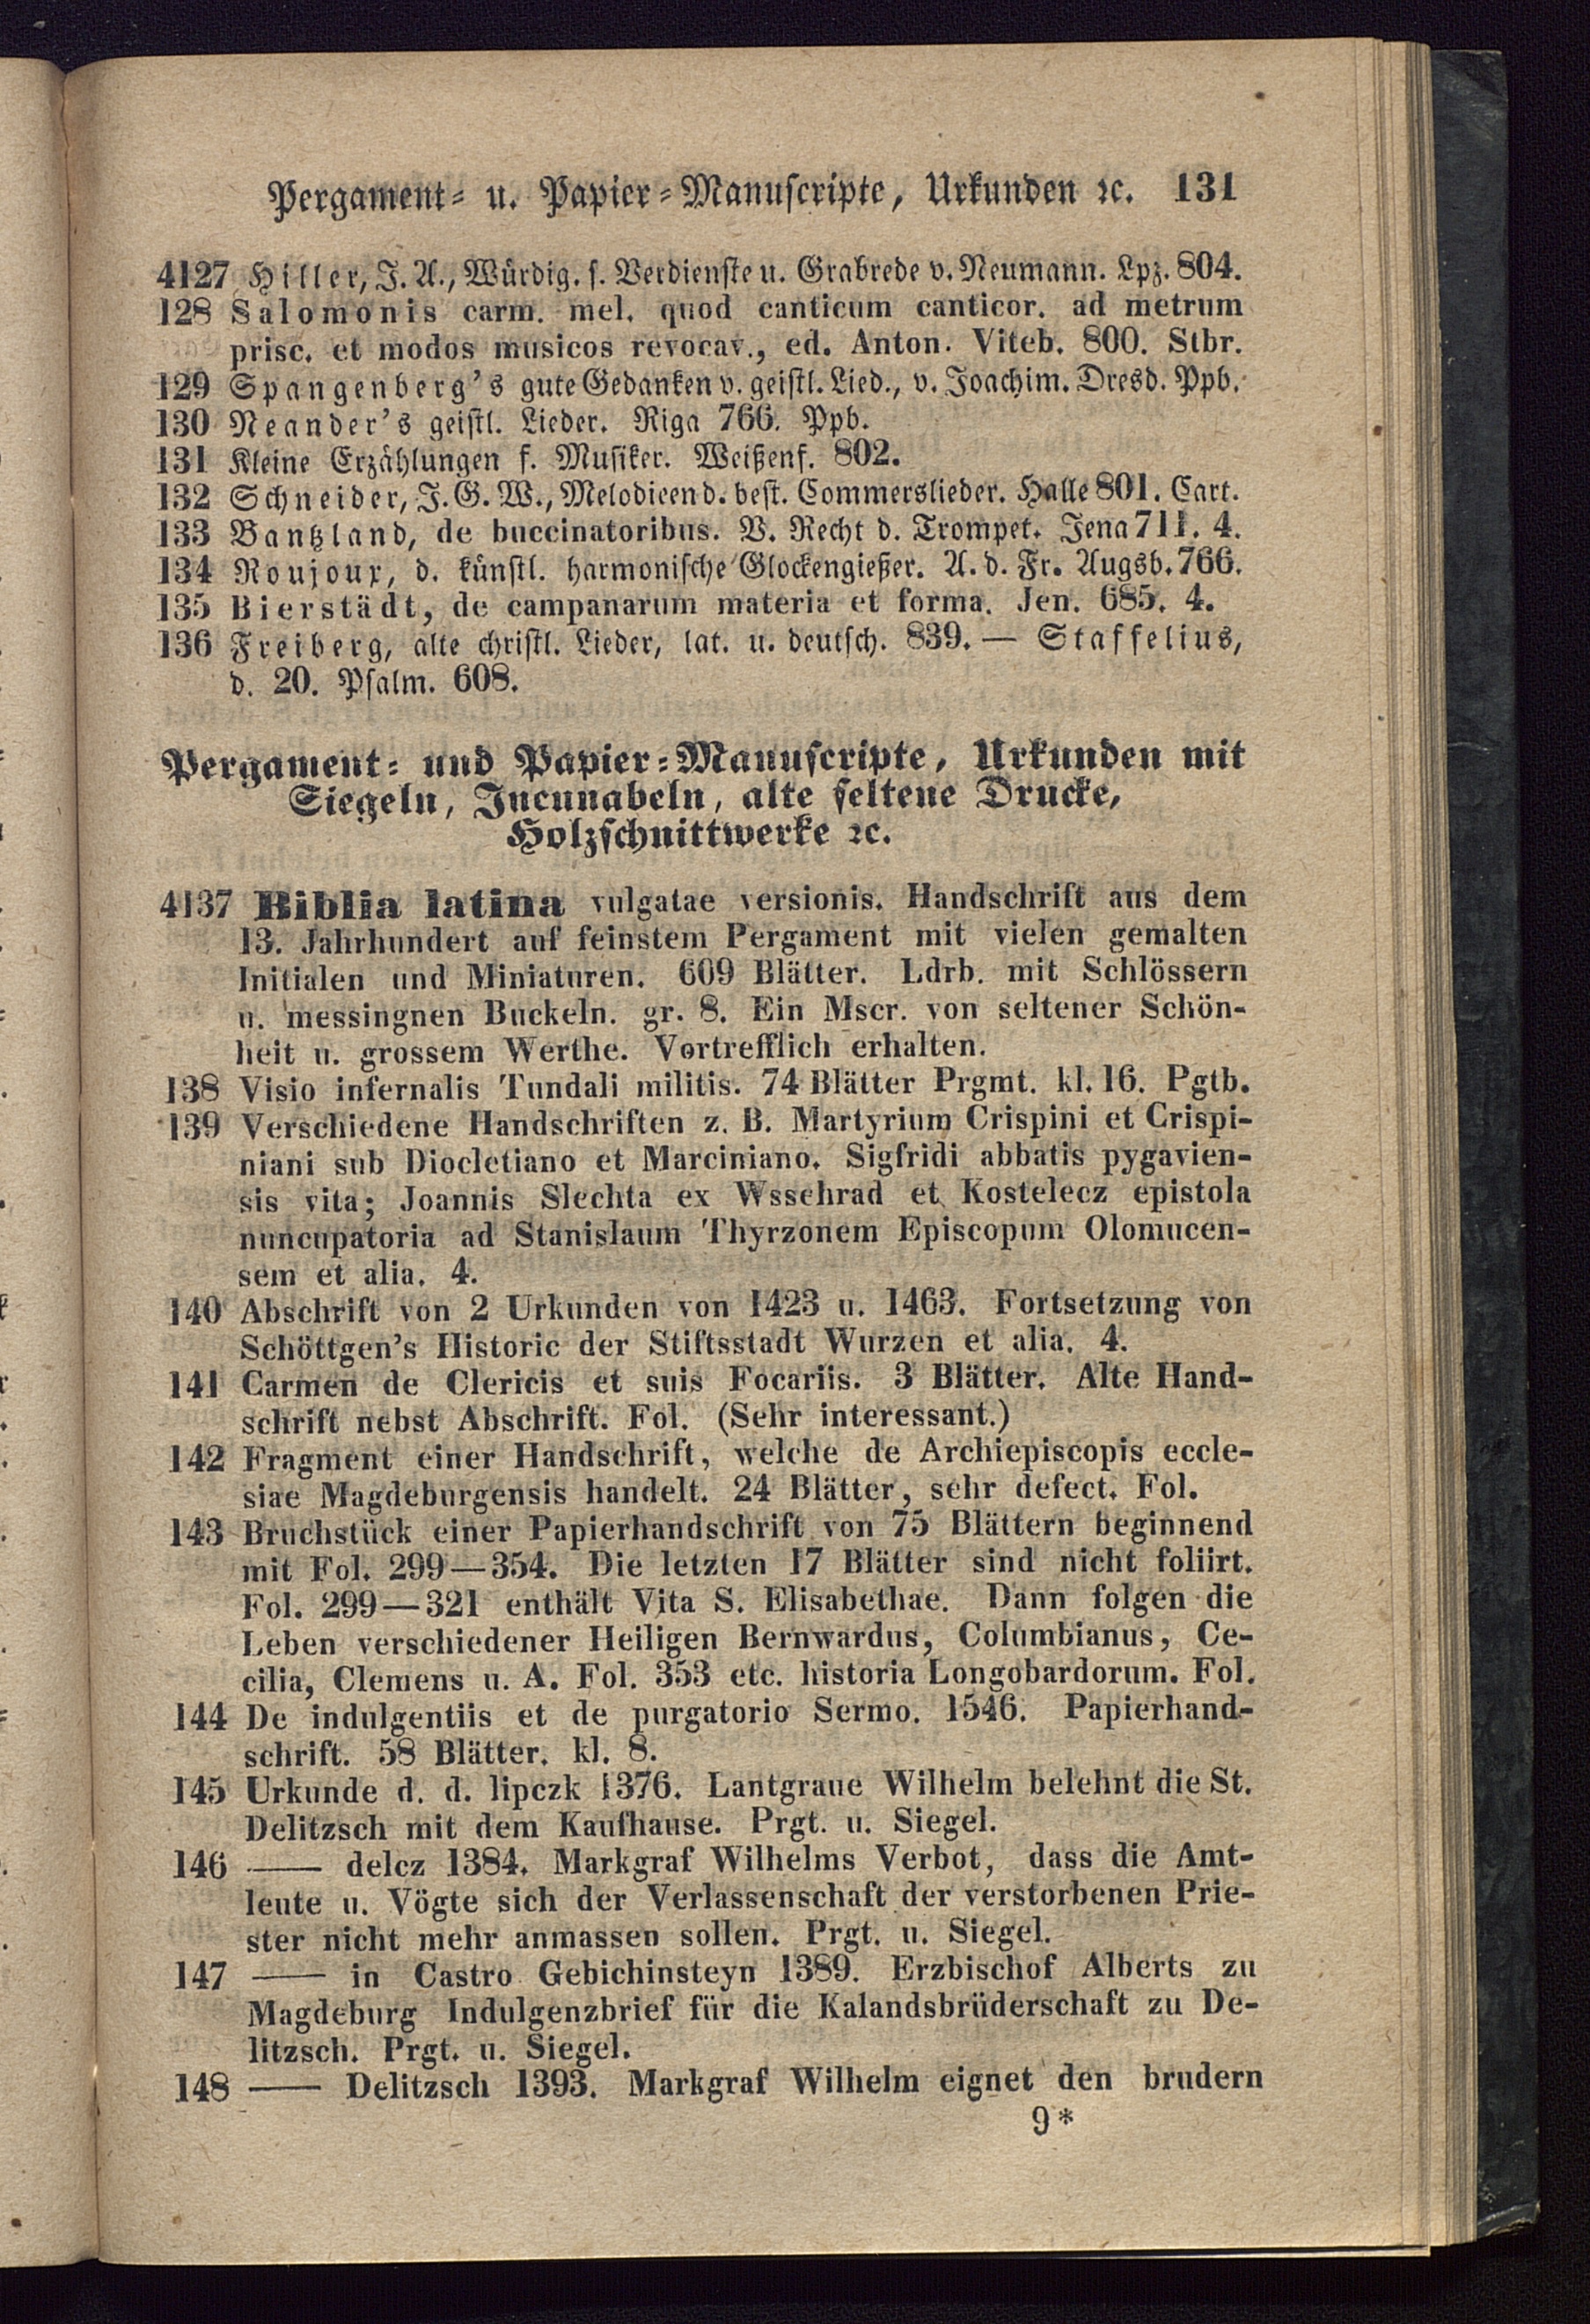 Pergament- u. Papier-Manuscripte, Urkunden ꝛc. 131
4127 Hiller, J. A., Würdig. s. Verdienste u. Grabrede v. Neumann. Lpz. 804.
128 Salomonis carm. mel. quod canticum canticor. ad metrum
prisc. et modos musicos revocav., ed. Anton. Viteb. 800. Stbr.
129 Spangenberg's gute Gedanken v. geistl. Lied., v. Joachim. Dresd. Ppb.
130 Neander's geistl. Lieder. Riga 766. Ppb.
131 Kleine Erzählungen f. Musiker. Weißenf. 802.
132 Schneider, J. G. W., Melodieen d. best. Commerslieder. Halle 801. Cart.
133 Bantzland, de buccinatoribus. V. Recht d. Trompet. Jena 711. 4.
134 Roujoux, d. künstl. harmonische Glockengießer. A. d. Fr. Augsb. 766.
135 Bierstädt, de campanarum materia et forma. Jen. 685. 4.
136 Freiberg, alte christl. Lieder, lat. u. deutsch. 839. — Staffelius,
d. 20. Psalm. 608.
Pergament- und Papier-Manuscripte, Urkunden mit
Siegeln, Incunabeln, alte seltene Drucke,
Holzschnittwerke ꝛc.
4137 Biblia latina vulgatae versionis. Handschrift aus dem
13. Jahrhundert auf feinstem Pergament mit vielen gemalten
Initialen und Miniaturen. 609 Blätter. Ldrb. mit Schlössern
u. messingnen Buckeln. gr. 8. Ein Mscr. von seltener Schön-
heit u. grossem Werthe. Vortrefflich erhalten.
138 Visio infernalis Tundali militis. 74 Blätter Prgmt. kl. 16. Pgtb.
139 Verschiedene Handschriften z. B. Martyrium Crispini et Crispi-
niani sub Diocletiano et Marciniano. Sigfridi abbatis pygavien-
sis vita; Joannis Slechta ex Wssehrad et Kostelecz epistola
nuncupatoria ad Stanislaum Thyrzonem Episcopum Olomucen-
sem et alia. 4.
140 Abschrift von 2 Urkunden von 1423 u. 1463. Fortsetzung von
Schöttgen's Historie der Stiftsstadt Wurzen et alia. 4.
141 Carmen de Clericis et suis Focariis. 3 Blätter. Alte Hand-
schrift nebst Abschrift. Fol. (Sehr interessant.)
142 Fragment einer Handschrift, welche de Archiepiscopis eccle-
siae Magdeburgensis handelt. 24 Blätter, sehr defect. Fol.
143 Bruchstück einer Papierhandschrift von 75 Blättern beginnend
mit Fol. 299—354. Die letzten 17 Blätter sind nicht foliirt.
Fol. 299—321 enthält Vita S. Elisabethae. Dann folgen die
Leben verschiedener Heiligen Bernwardus, Columbianus, Ce-
cilia, Clemens u. A. Fol. 353 etc. historia Longobardorum. Fol.
144 De indulgentiis et de purgatorio Sermo. 1546. Papierhand-
schrift. 58 Blätter. kl. 8.
145 Urkunde d. d. lipczk 1376. Lantgraue Wilhelm belehnt die St.
Delitzsch mit dem Kaufhause. Prgt. u. Siegel.
146 —— delcz 1384. Markgraf Wilhelms Verbot, dass die Amt-
leute u. Vögte sich der Verlassenschaft der verstorbenen Prie-
ster nicht mehr anmassen sollen. Prgt. u. Siegel.
147 —— in Castro Gebichinsteyn 1389. Erzbischof Alberts zu
Magdeburg Indulgenzbrief für die Kalandsbrüderschaft zu De-
litzsch. Prgt. u. Siegel.
148 —— Delitzsch 1393. Markgraf Wilhelm eignet den brudern
9*